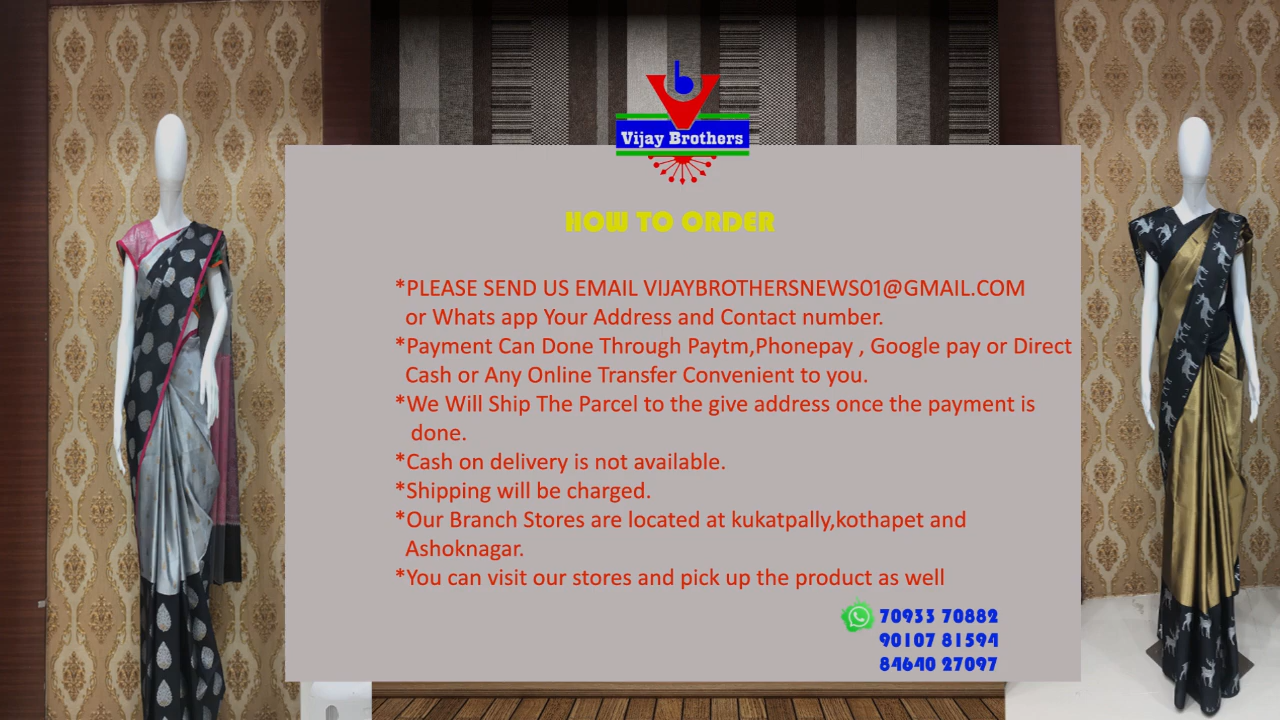 b
Vijay Brothers
HOW TO ORDER
*PLEASE SEND US EMAIL VIJAYBROTHERSNEWS01@GMAIL.COM
or Whats app Your Address and Contact number.
*Payment Can Done Through Paytm,Phonepay , Google pay or Direct
Cash or Any Online Transfer Convenient to you.
*We Will Ship The Parcel to the give address once the payment is
done.
*Cash on delivery is not available.
*Shipping will be charged.
*Our Branch Stores are located at kukatpally,kothapet and
Ashoknagar.
*You can visit our stores and pick up the product as well
70933 70882
90107 81594
84640 27097